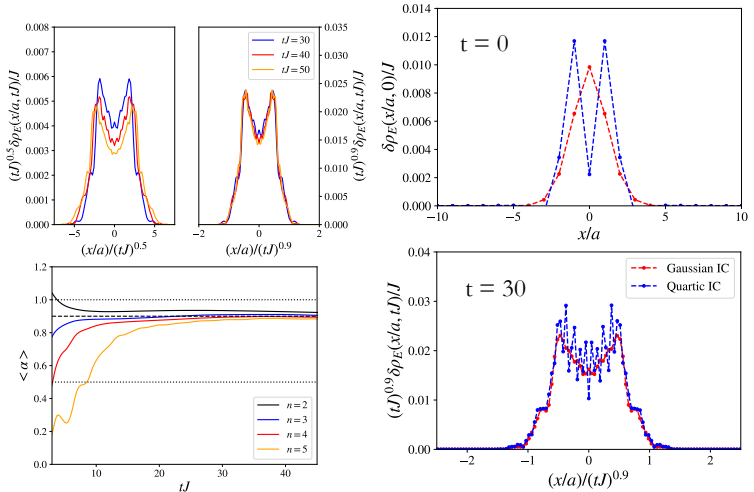 0.008
0.007
0.006
0.005
0.004
0.003
0.002
0.001
0.000
(tJ)^0.5 δρ_E(x/a, tJ)/J
−5 0 5
(x/a)/(tJ)^0.5
tJ = 30
tJ = 40
tJ = 50
0.035
0.030
0.025
0.020
0.015
0.010
0.005
0.000
(tJ)^0.9 δρ_E(x/a, tJ)/J
−2 0 2
(x/a)/(tJ)^0.9
t = 0
0.012
0.010
0.008
0.006
0.004
0.002
0.000
δρ_E(x/a, 0)/J
−10 −5 0 5 10
x/a
1.2
1.0
0.9
0.8
0.6
0.4
0.2
0.0
< α >
n = 2
n = 3
n = 4
n = 5
10 20 30 40
tJ
t = 30
Gaussian IC
Quartic IC
0.04
0.03
0.02
0.01
0.00
(tJ)^0.9 δρ_E(x/a, tJ)/J
−2 −1 0 1 2
(x/a)/(tJ)^0.9